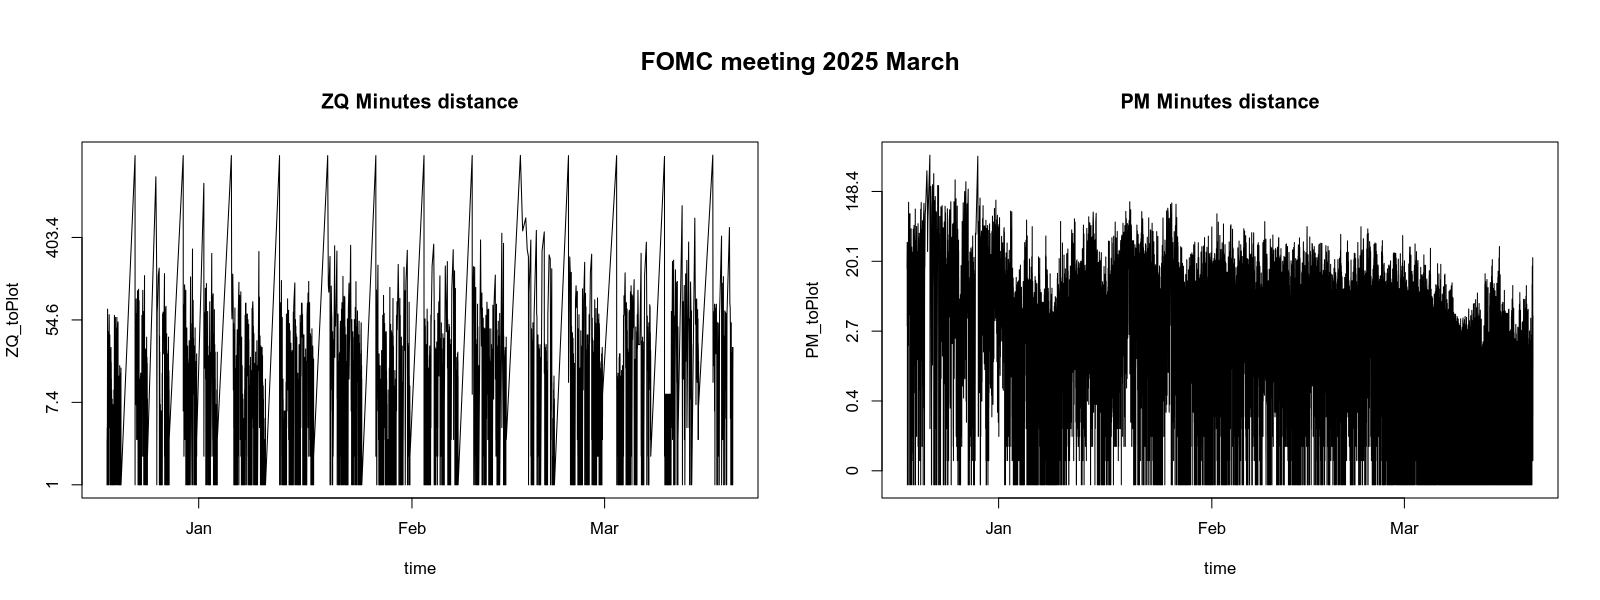 FOMC meeting 2025 March
ZQ Minutes distance
ZQ_toPlot
403.4
54.6
7.4
1
Jan Feb Mar
time
PM Minutes distance
PM_toPlot
148.4
20.1
2.7
0.4
0
Jan Feb Mar
time